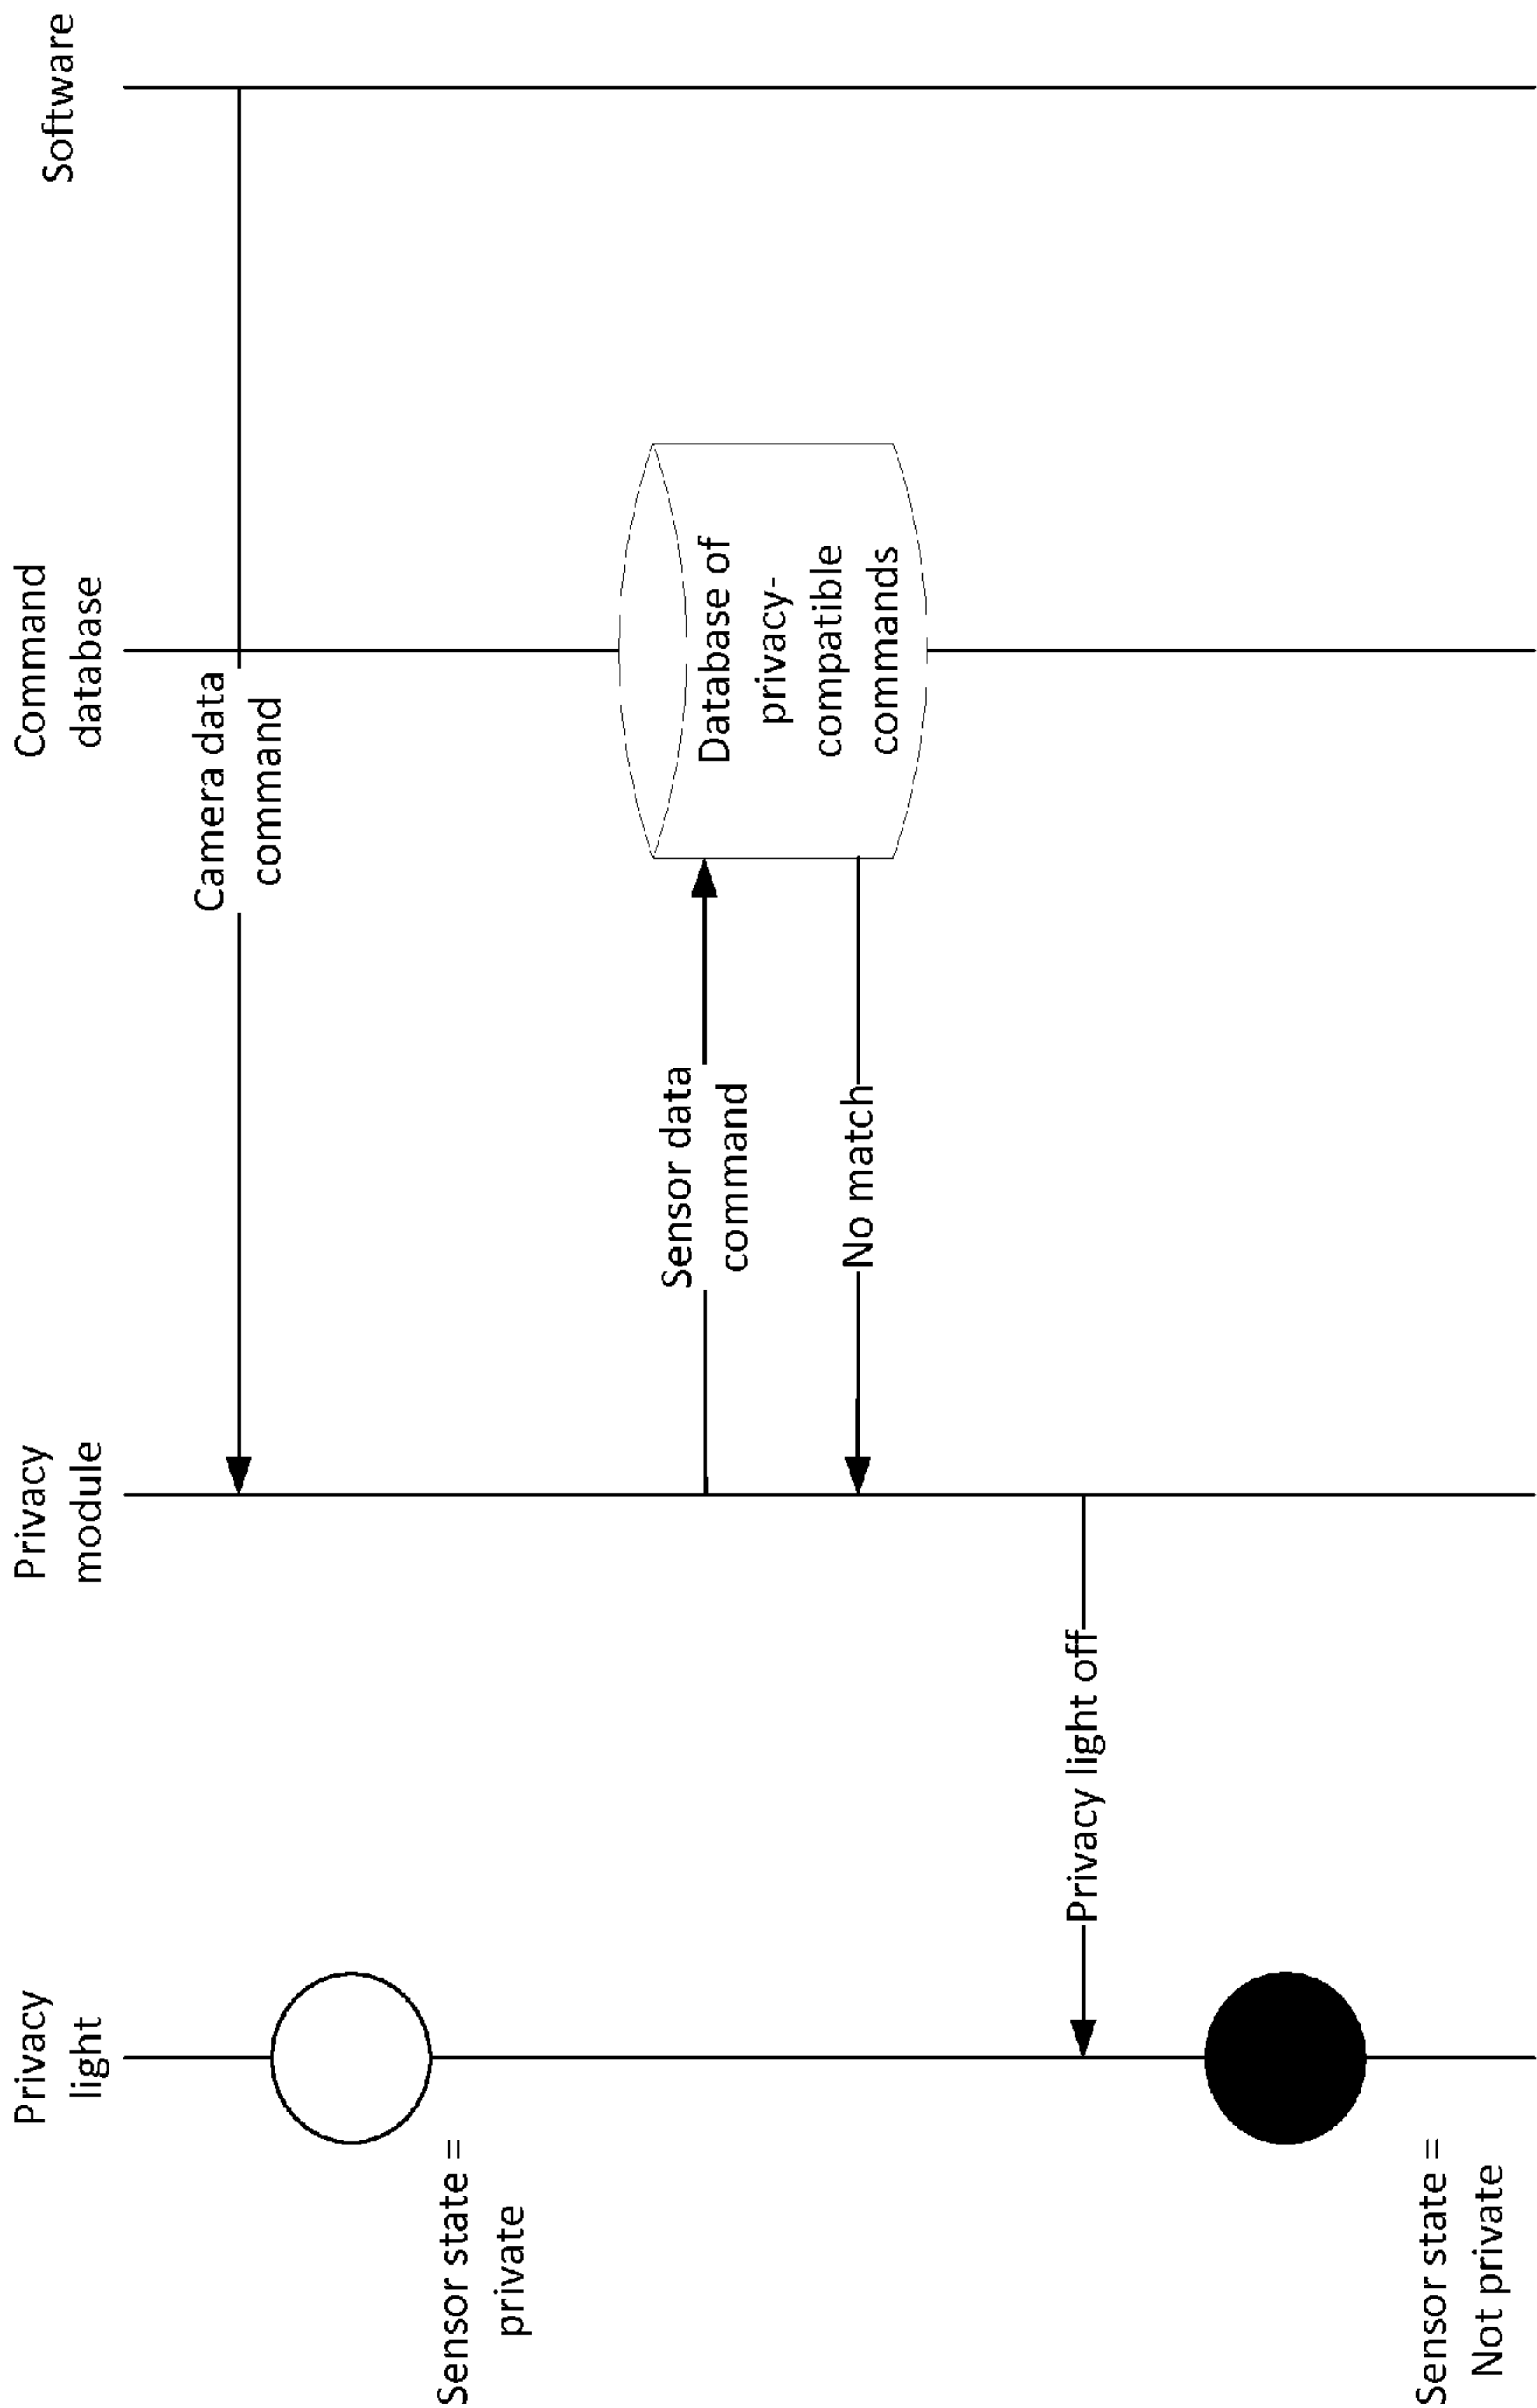 Privacy
light
Privacy
module
Command
database
Software
Camera data
command
Sensor state =
private
Sensor data
command
Database of
privacy-
compatible
commands
No match
Privacy light off
Sensor state =
Not private